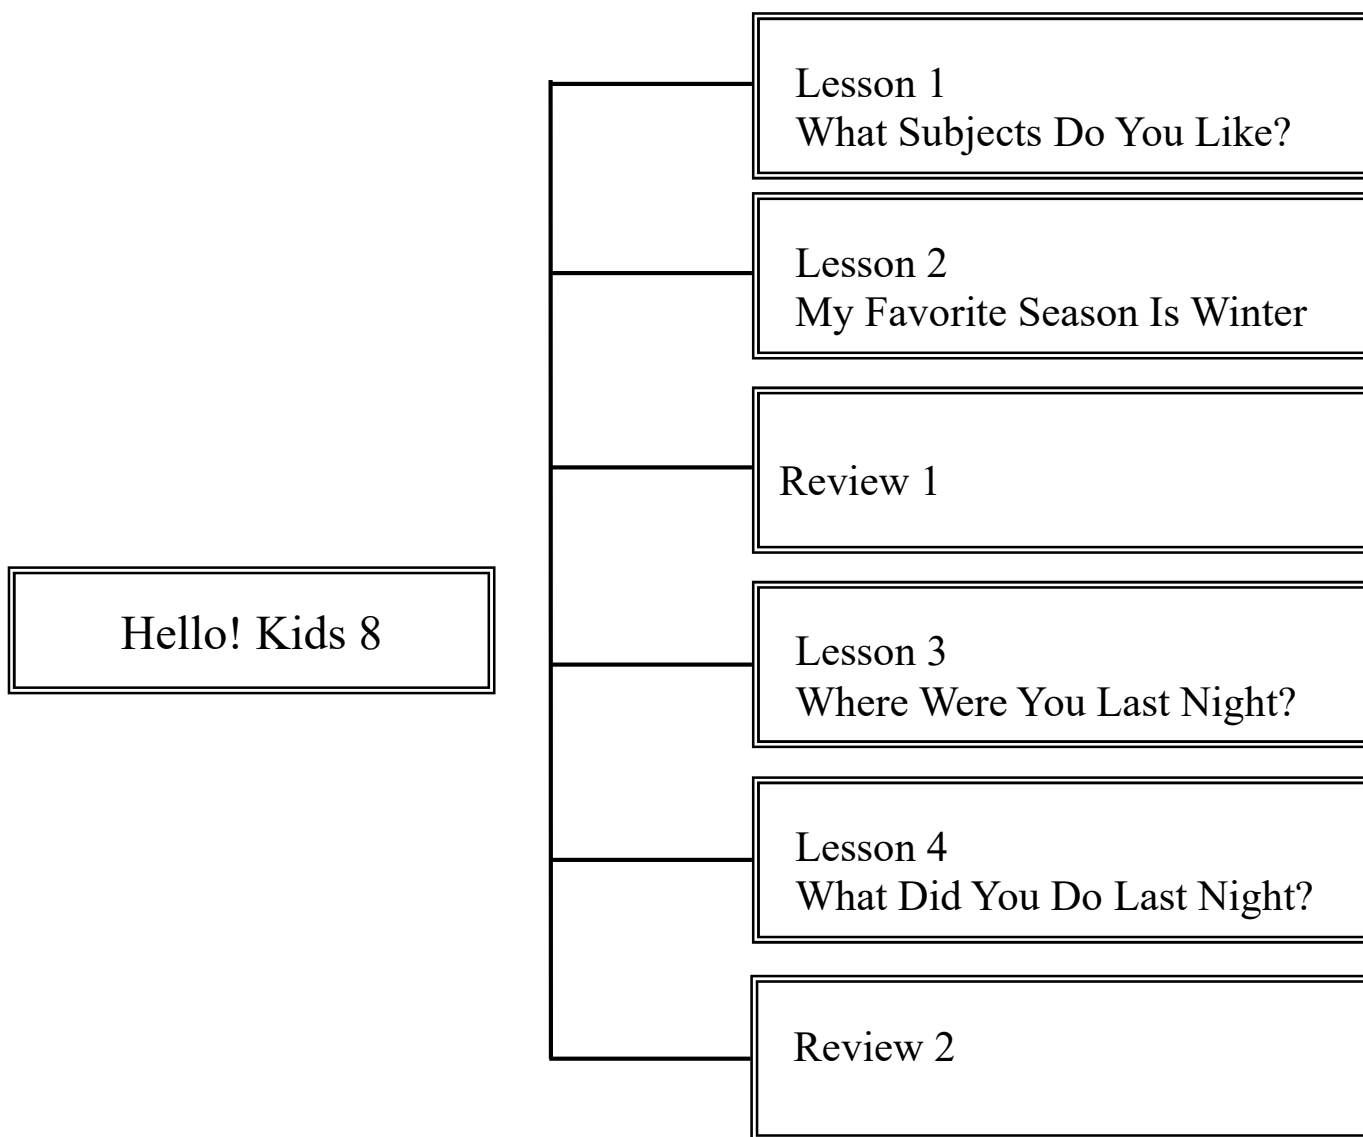 Hello! Kids 8
Lesson 1
What Subjects Do You Like?
Lesson 2
My Favorite Season Is Winter
Review 1
Lesson 3
Where Were You Last Night?
Lesson 4
What Did You Do Last Night?
Review 2